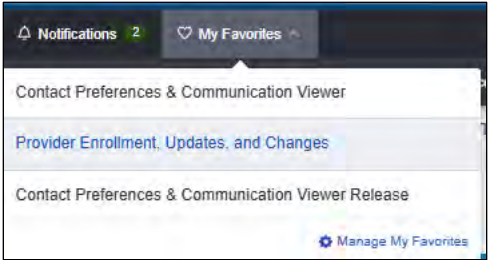 Notifications 2 My Favorites
Contact Preferences & Communication Viewer
Provider Enrollment, Updates, and Changes
Contact Preferences & Communication Viewer Release
Manage My Favorites